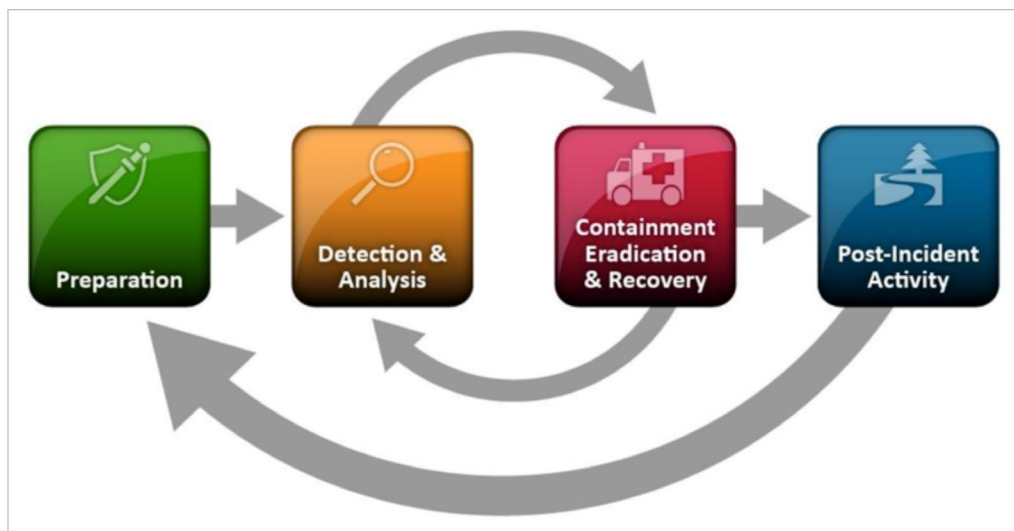 Preparation
Detection &
Analysis
Containment
Eradication
& Recovery
Post-Incident
Activity